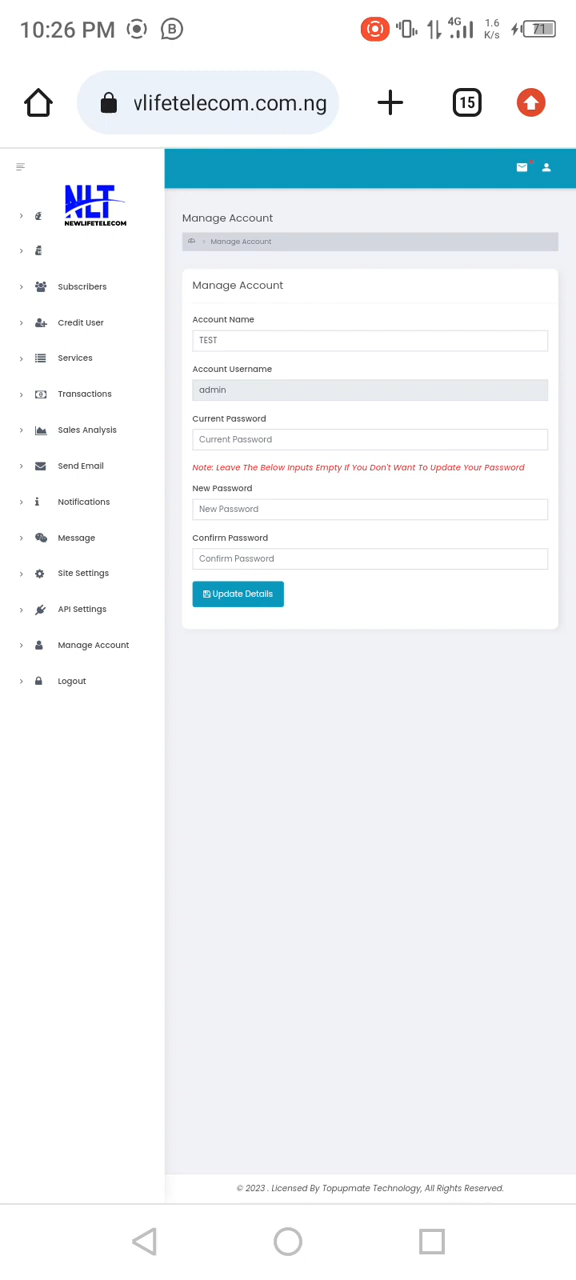 10:26 PM
B
4G
1.6
K/s
71
vlifetelecom.com.ng
15
NLT
NEWLIFETELECOM
Subscribers
Credit User
Services
Transactions
Sales Analysis
Send Email
Notifications
Message
Site Settings
API Settings
Manage Account
Logout
Manage Account
> Manage Account
Manage Account
Account Name
TEST
Account Username
admin
Current Password
Current Password
Note: Leave The Below Inputs Empty If You Don't Want To Update Your Password
New Password
New Password
Confirm Password
Confirm Password
Update Details
© 2023 . Licensed By Topupmate Technology, All Rights Reserved.